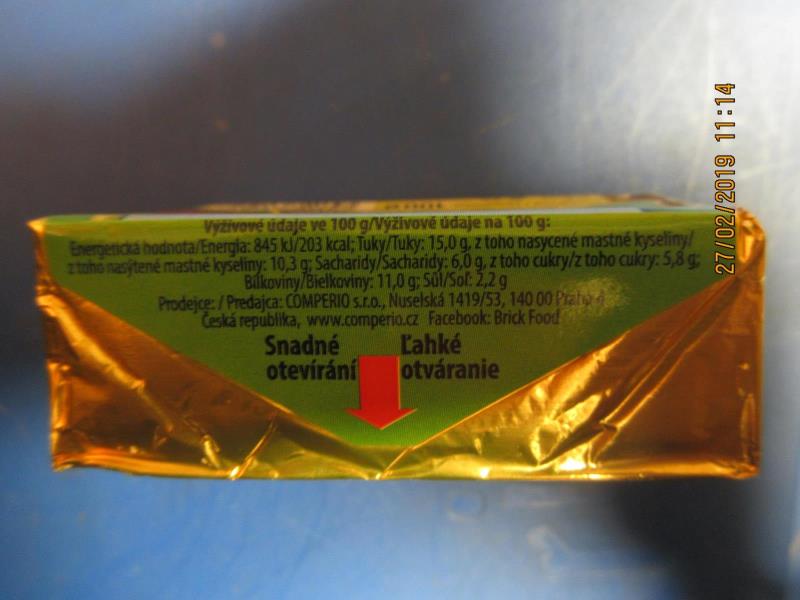 Výživové údaje ve 100 g/Výživové údaje na 100 g:
Energetická hodnota/Energia: 845 kJ/203 kcal; Tuky/Tuky: 15,0 g, z toho nasycené mastné kyseliny/
z toho nasýtené mastné kyseliny: 10,3 g; Sacharidy/Sacharidy: 6,0 g, z toho cukry/z toho cukry: 5,8 g;
Bílkoviny/Bielkoviny: 11,0 g; Sůl/Soľ: 2,2 g
Prodejce: / Predajca: COMPERIO s.r.o., Nuselská 1419/53, 140 00 Praha 4
Česká republika, www.comperio.cz Facebook: Brick Food
Snadné otevírání
Ľahké otváranie
27/02/2019 11:14